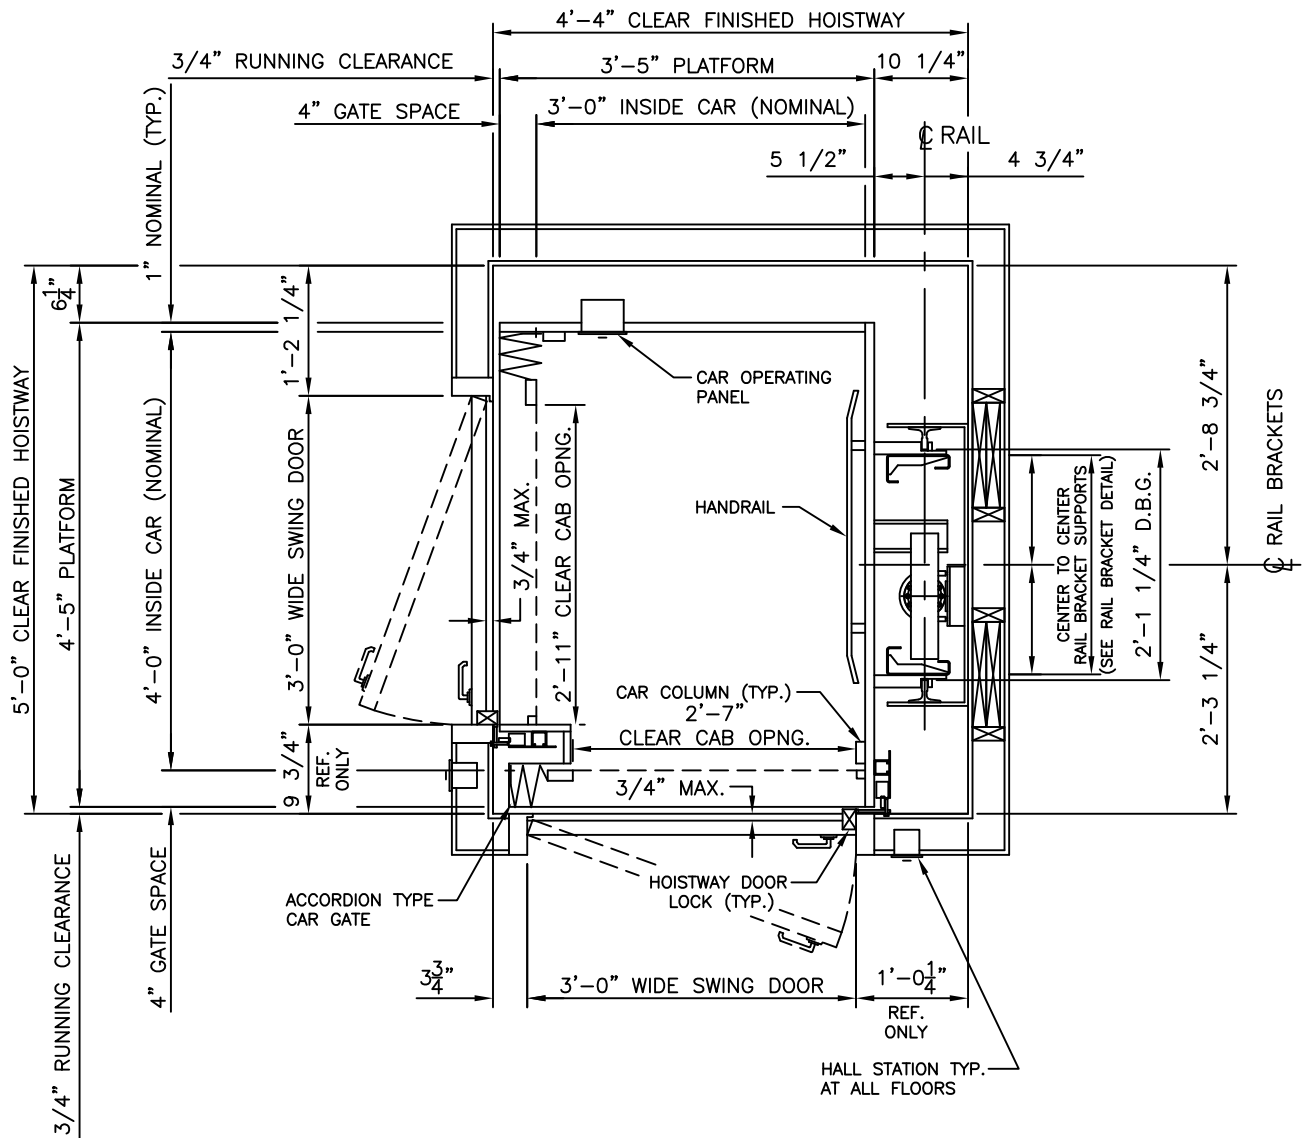 4'-4" CLEAR FINISHED HOISTWAY
3/4" RUNNING CLEARANCE
3'-5" PLATFORM
10 1/4"
4" GATE SPACE
3'-0" INSIDE CAR (NOMINAL)
℄ RAIL
5 1/2"
4 3/4"
1" NOMINAL (TYP.)
6 1/4"
1'-2 1/4"
5'-0" CLEAR FINISHED HOISTWAY
4'-5" PLATFORM
4'-0" INSIDE CAR (NOMINAL)
3'-0" WIDE SWING DOOR
9 3/4"
REF.
ONLY
3/4" MAX.
2'-11" CLEAR CAB OPNG.
CAR OPERATING
PANEL
HANDRAIL
CAR COLUMN (TYP.)
2'-7"
CLEAR CAB OPNG.
3/4" MAX.
CENTER TO CENTER
RAIL BRACKET SUPPORTS
(SEE RAIL BRACKET DETAIL)
2'-1 1/4" D.B.G.
2'-8 3/4"
2'-3 1/4"
℄ RAIL BRACKETS
3/4" RUNNING CLEARANCE
4" GATE SPACE
ACCORDION TYPE
CAR GATE
HOISTWAY DOOR
LOCK (TYP.)
3 3/4"
3'-0" WIDE SWING DOOR
1'-0 1/4"
REF.
ONLY
HALL STATION TYP.
AT ALL FLOORS